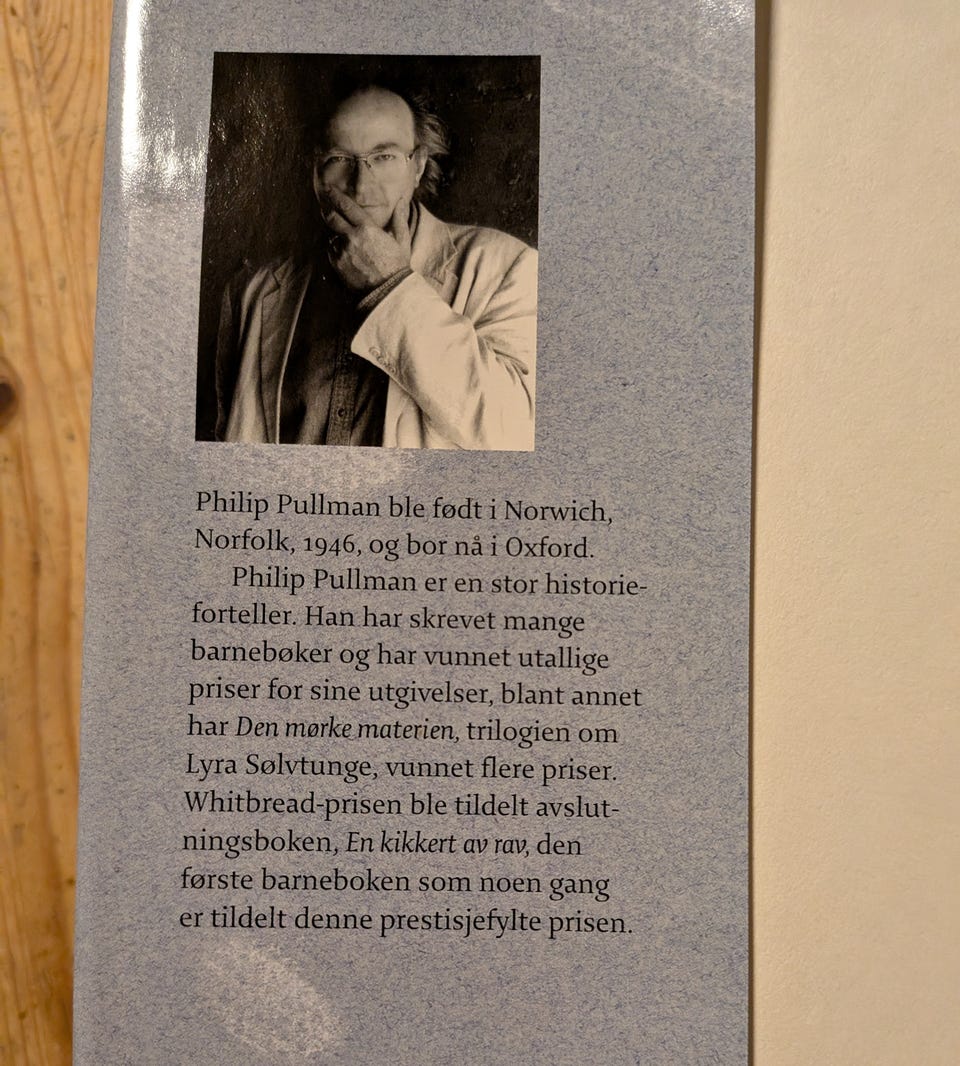 Philip Pullman ble født i Norwich,
Norfolk, 1946, og bor nå i Oxford.
Philip Pullman er en stor historie-
forteller. Han har skrevet mange
barnebøker og har vunnet utallige
priser for sine utgivelser, blant annet
har Den mørke materien, trilogien om
Lyra Sølvtunge, vunnet flere priser.
Whitbread-prisen ble tildelt avslut-
ningsboken, En kikkert av rav, den
første barneboken som noen gang
er tildelt denne prestisjefylte prisen.